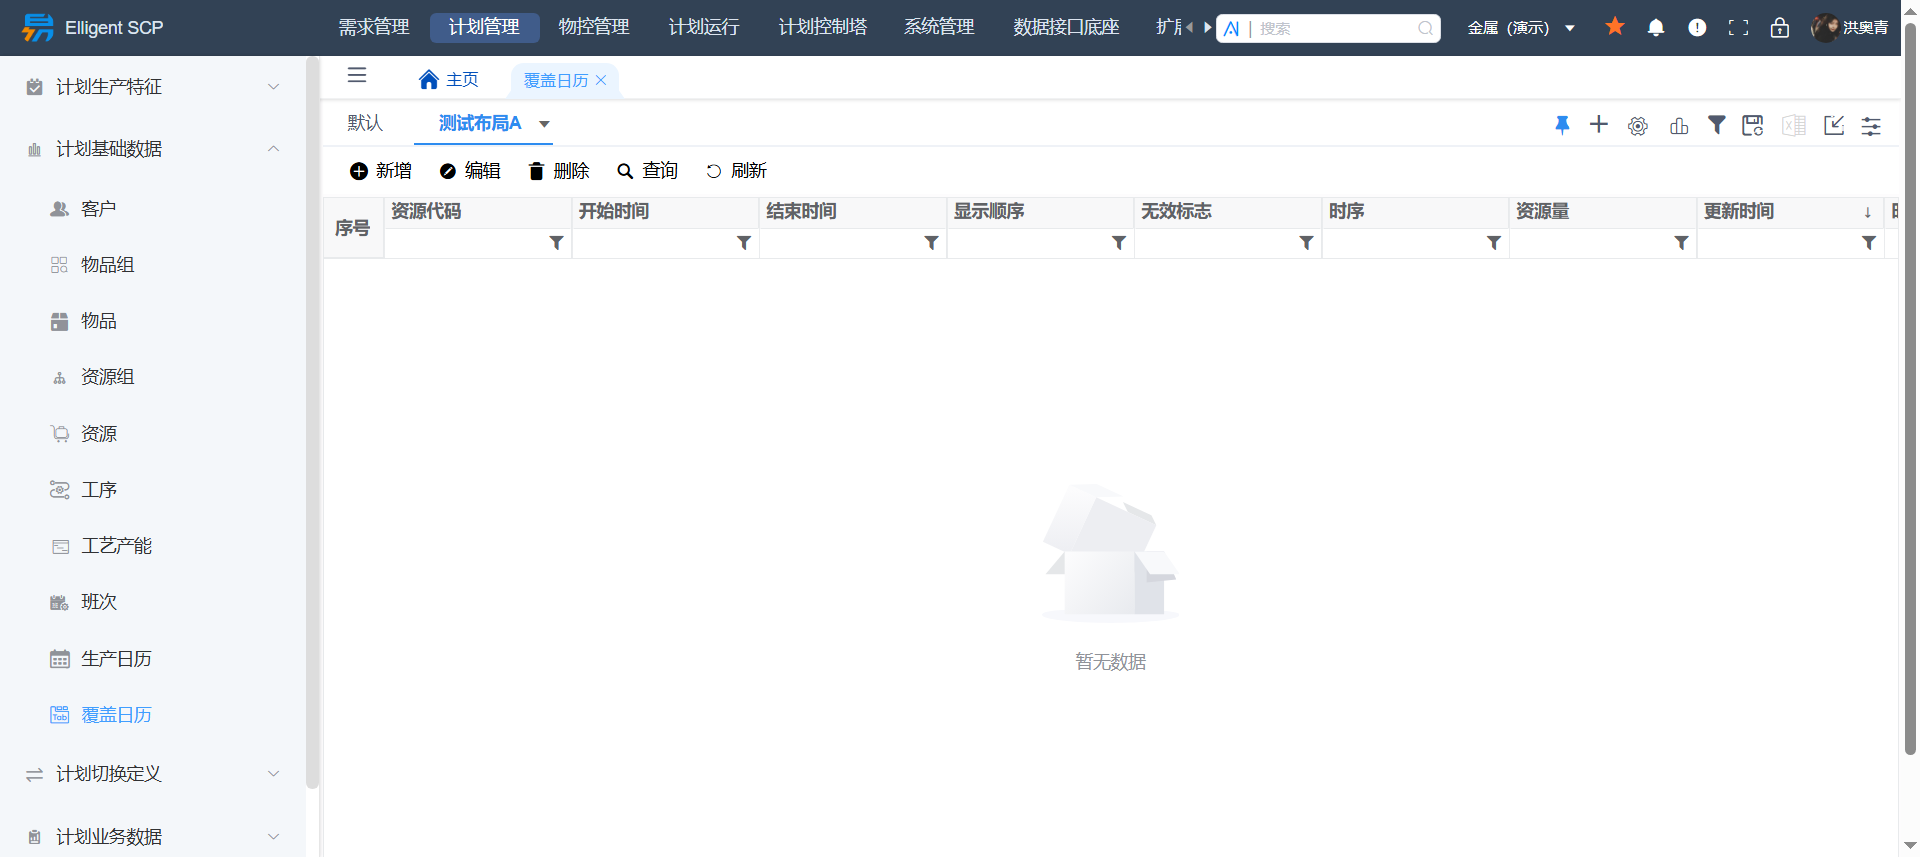 Elligent SCP
需求管理 计划管理 物控管理 计划运行 计划控制塔 系统管理 数据接口底座
搜索
金属 (演示)
洪奥青
计划生产特征
计划基础数据
客户
物品组
物品
资源组
资源
工序
工艺产能
班次
生产日历
覆盖日历
计划切换定义
计划业务数据
主页 覆盖日历
默认 测试布局A
新增 编辑 删除 查询 刷新
序号 资源代码 开始时间 结束时间 显示顺序 无效标志 时序 资源量 更新时间 ↓
暂无数据